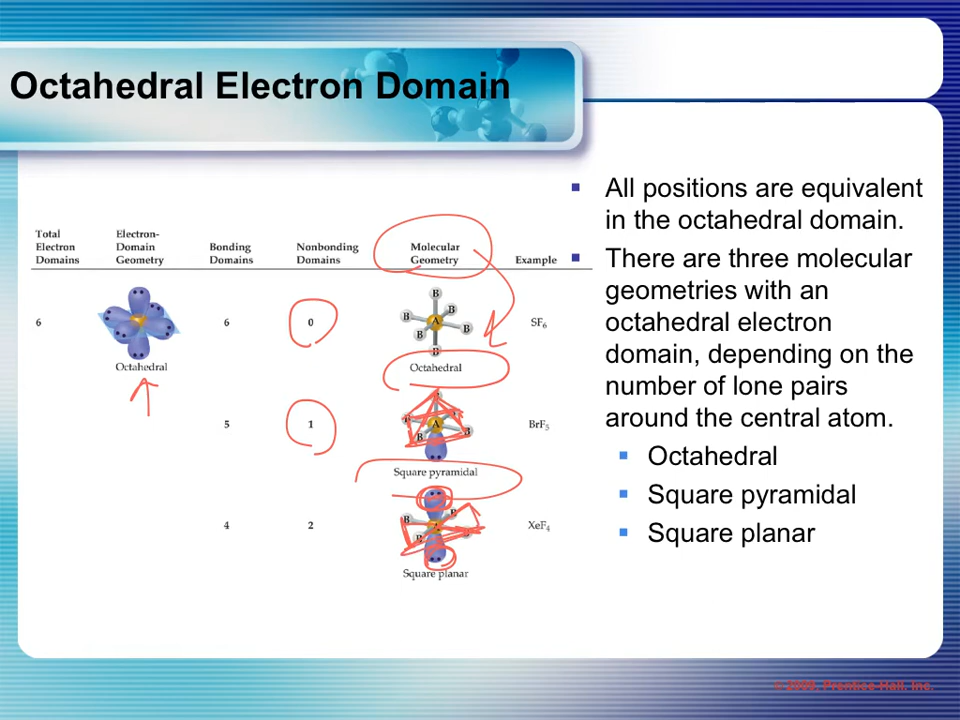 Octahedral Electron Domain
All positions are equivalent
in the octahedral domain.
There are three molecular
geometries with an
octahedral electron
domain, depending on the
number of lone pairs
around the central atom.
Octahedral
Square pyramidal
Square planar
Total Electron Domains
Electron-Domain Geometry
Bonding Domains
Nonbonding Domains
Molecular Geometry
Example
6
Octahedral
6
0
B
B
B
A
B
B
B
Octahedral
SF₆
5
1
B
A
B
B
Square pyramidal
BrF₅
4
2
B
B
B
Square planar
XeF₄
© 2009, Prentice-Hall, Inc.